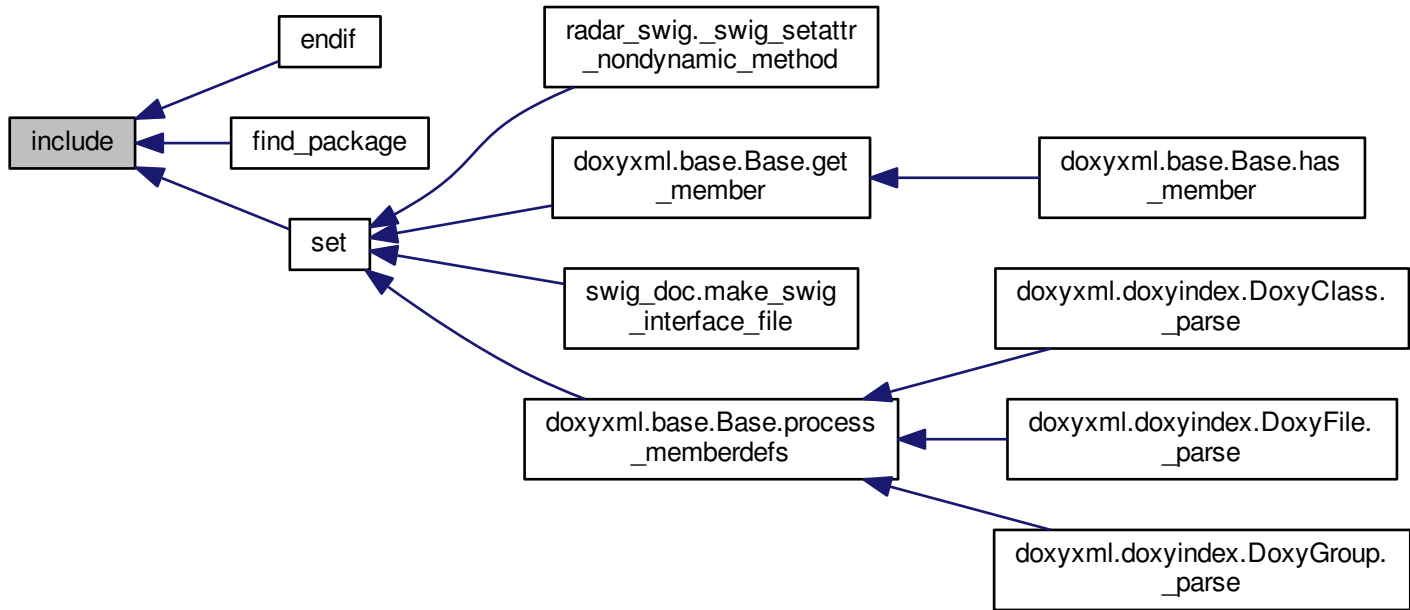 endif
radar_swig._swig_setattr
_nondynamic_method
include
find_package
doxyxml.base.Base.get
_member
doxyxml.base.Base.has
_member
set
swig_doc.make_swig
_interface_file
doxyxml.doxyindex.DoxyClass.
_parse
doxyxml.base.Base.process
_memberdefs
doxyxml.doxyindex.DoxyFile.
_parse
doxyxml.doxyindex.DoxyGroup.
_parse